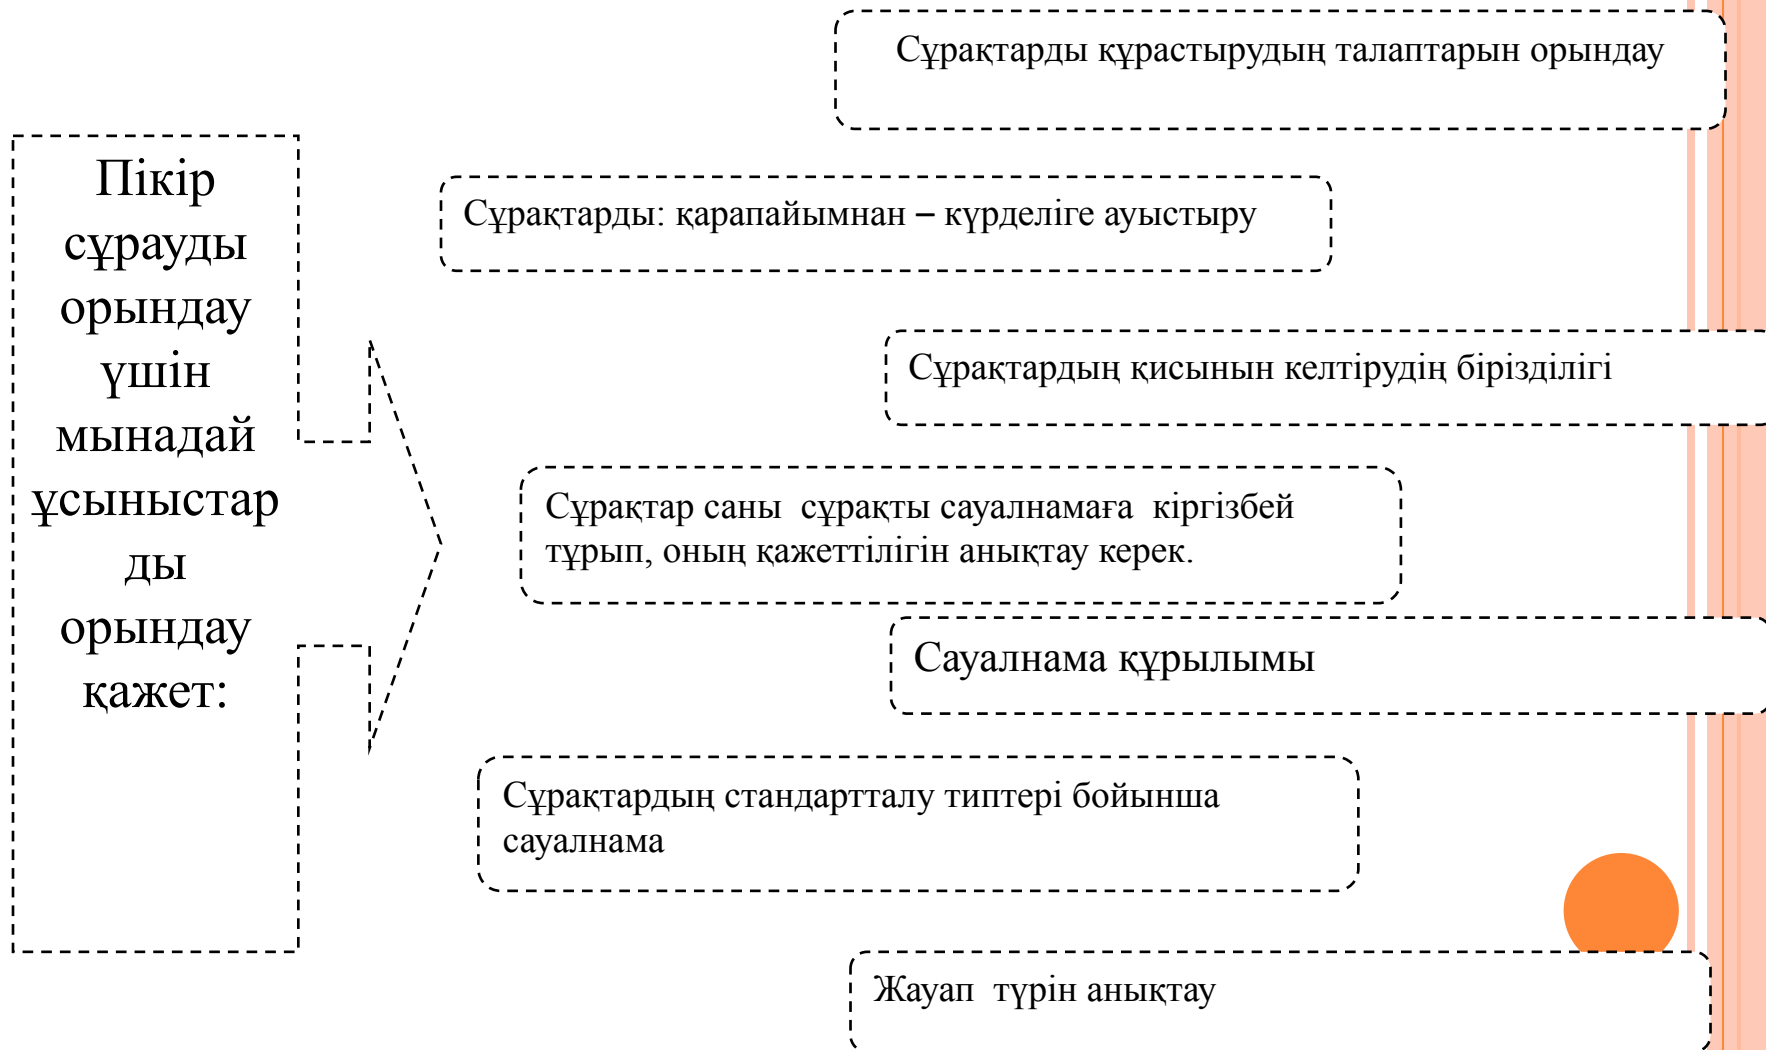 Сұрақтарды құрастырудың талаптарын орындау
Пікір
сұрауды
орындау
үшін
мынадай
ұсыныстар
ды
орындау
қажет:
Сұрақтарды: қарапайымнан – күрделіге ауыстыру
Сұрақтардың қисынын келтірудің бірізділігі
Сұрақтар саны сұрақты сауалнамаға кіргізбей
тұрып, оның қажеттілігін анықтау керек.
Сауалнама құрылымы
Сұрақтардың стандартталу типтері бойынша
сауалнама
Жауап түрін анықтау